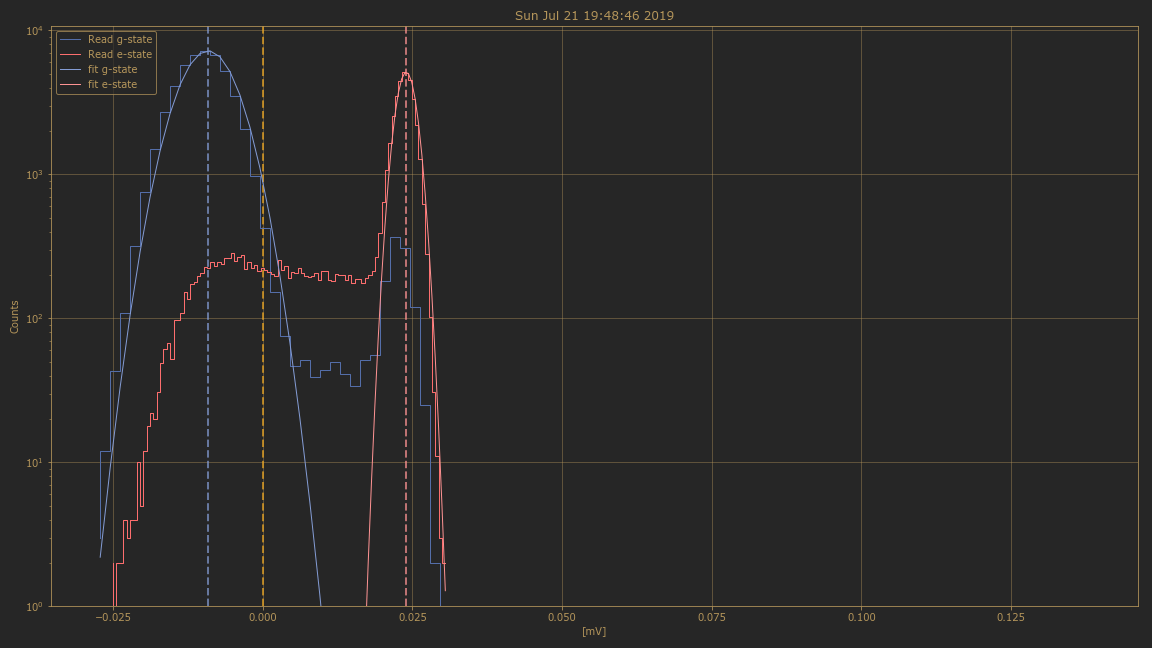 Sun Jul 21 19:48:46 2019
Read g-state
Read e-state
fit g-state
fit e-state
Counts
10⁴
10³
10²
10¹
10⁰
−0.025 0.000 0.025 0.050 0.075 0.100 0.125
[mV]